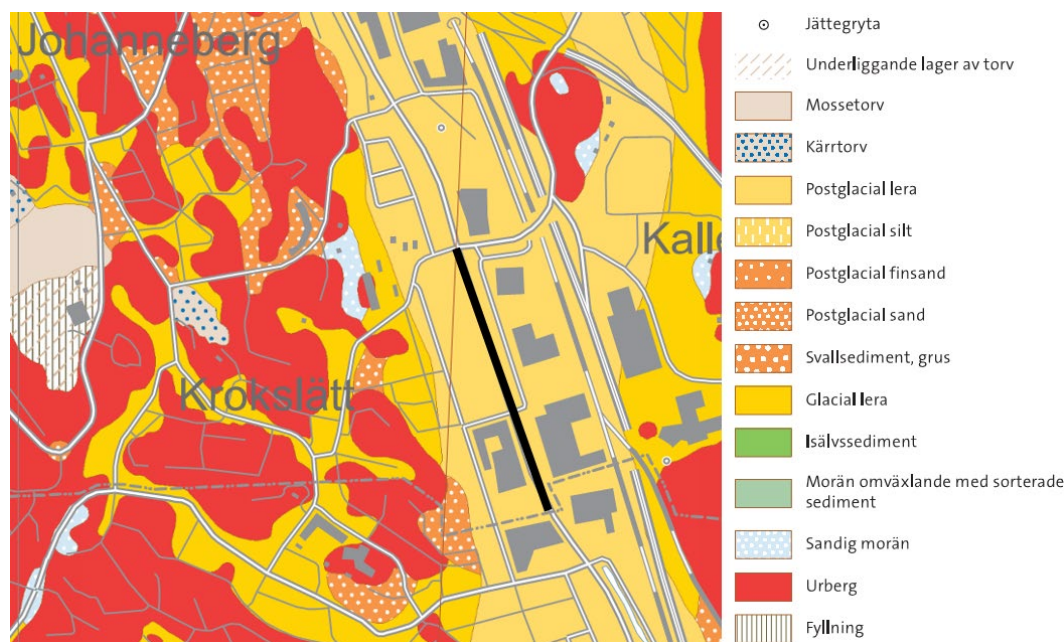 Johanneberg
Kalle
Krokslätt
Jättegryta
Underliggande lager av torv
Mossetorv
Kärrtorv
Postglacial lera
Postglacial silt
Postglacial finsand
Postglacial sand
Svallsediment, grus
Glacial lera
Isälvssediment
Morän omväxlande med sorterade
sediment
Sandig morän
Urberg
Fyllning